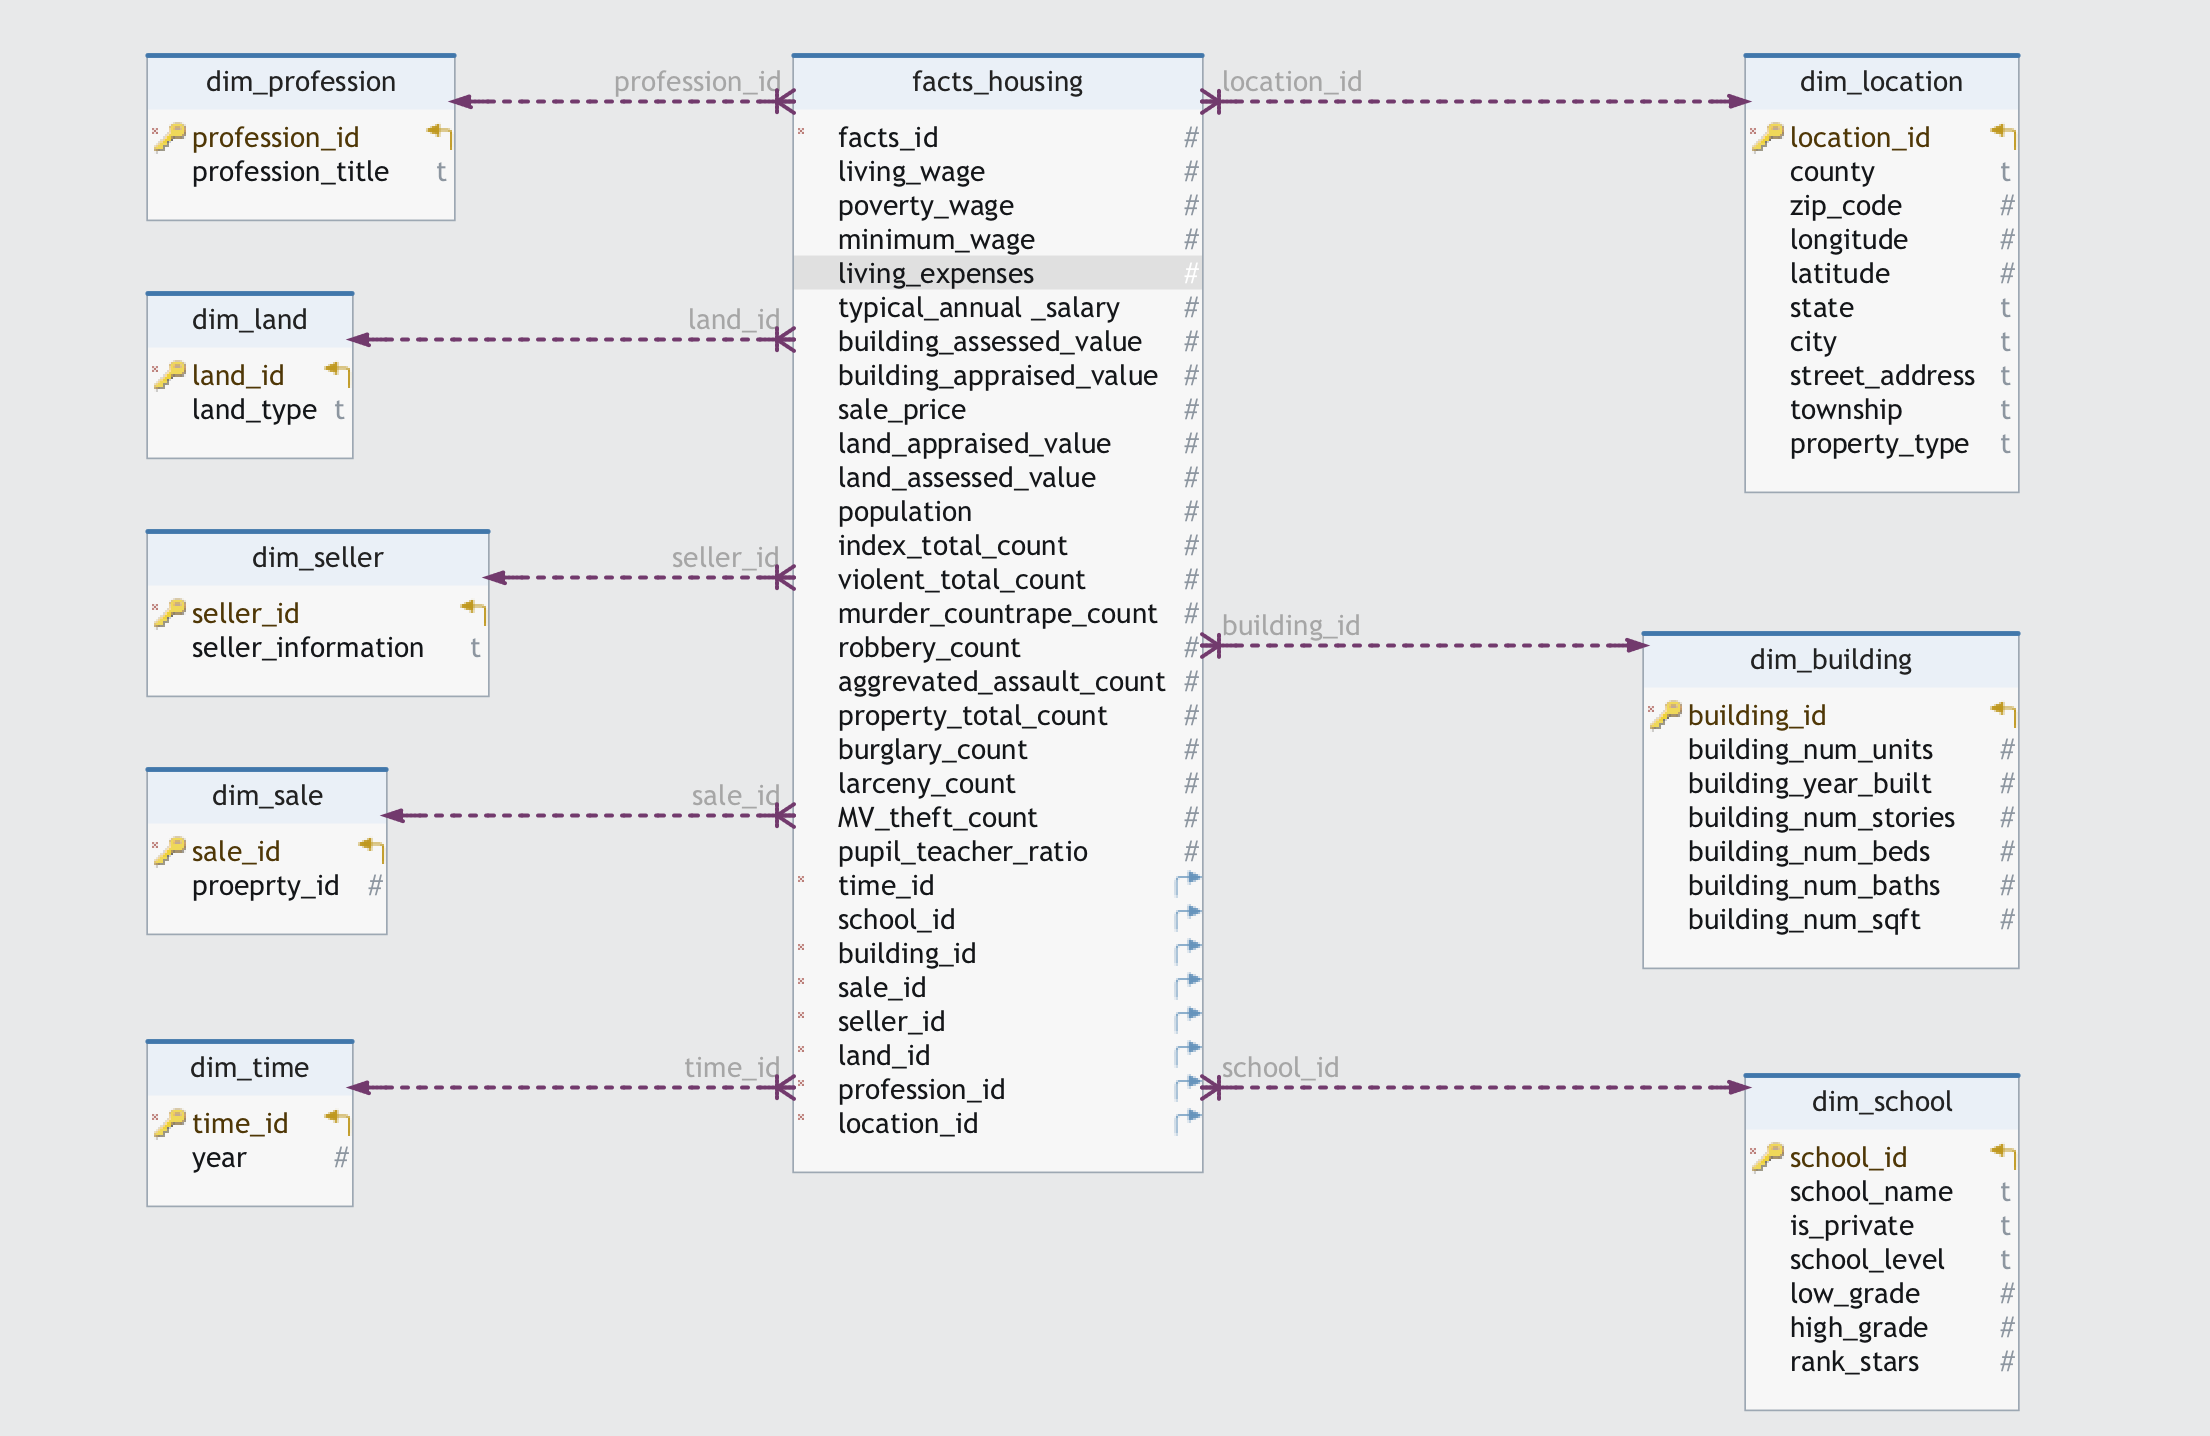 dim_profession
profession_id
profession_title t
dim_land
land_id
land_type t
dim_seller
seller_id
seller_information t
dim_sale
sale_id
proeprty_id #
dim_time
time_id
year #
profession_id
land_id
seller_id
sale_id
time_id
facts_housing
facts_id #
living_wage #
poverty_wage #
minimum_wage #
living_expenses #
typical_annual _salary #
building_assessed_value #
building_appraised_value #
sale_price #
land_appraised_value #
land_assessed_value #
population #
index_total_count #
violent_total_count #
murder_countrape_count #
robbery_count #
aggrevated_assault_count #
property_total_count #
burglary_count #
larceny_count #
MV_theft_count #
pupil_teacher_ratio #
time_id
school_id
building_id
sale_id
seller_id
land_id
profession_id
location_id
location_id
building_id
school_id
dim_location
location_id
county t
zip_code #
longitude #
latitude #
state t
city t
street_address t
township t
property_type t
dim_building
building_id
building_num_units #
building_year_built #
building_num_stories #
building_num_beds #
building_num_baths #
building_num_sqft #
dim_school
school_id
school_name t
is_private t
school_level t
low_grade #
high_grade #
rank_stars #